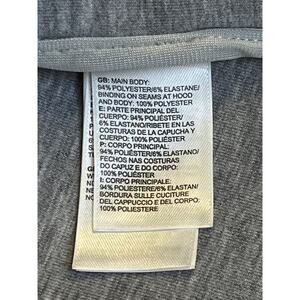 GB: MAIN BODY:
94% POLYESTER/6% ELASTANE/
BINDING ON SEAMS AT HOOD
AND BODY: 100% POLYESTER
E: PARTE PRINCIPAL DEL
CUERPO: 94% POLIÉSTER/
6% ELASTANO/RIBETE EN LAS
COSTURAS DE LA CAPUCHA Y
CUERPO: 100% POLIÉSTER
P: CORPO PRINCIPAL:
94% POLIÉSTER/6% ELASTANO/
FECHOS NAS COSTURAS
DO CAPUZ E DO CORPO:
100% POLIÉSTER
I: CORPO PRINCIPALE:
94% POLIESTERE/6% ELASTAN/
BORDURA SULLE CUCITURE
DEL CAPPUCCIO E DEL CORPO:
100% POLIESTERE